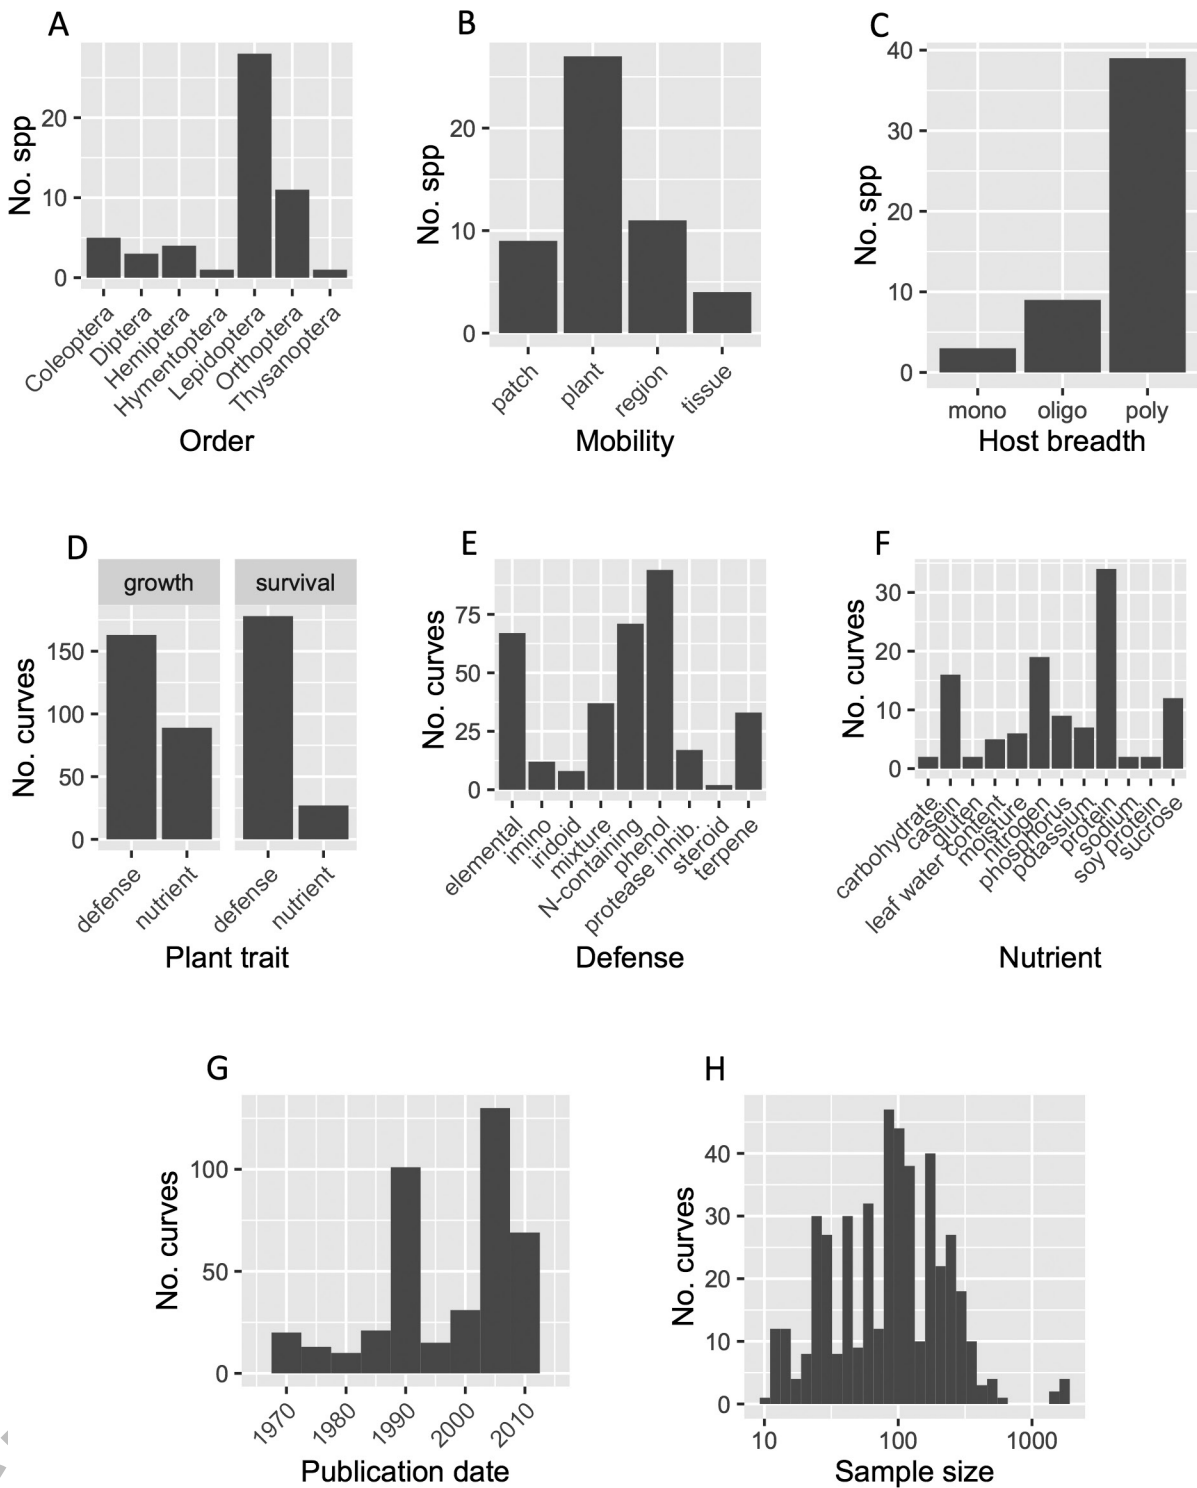 A
No. spp
20
10
0
Coleoptera
Diptera
Hemiptera
Hymentoptera
Lepidoptera
Orthoptera
Thysanoptera
Order
B
No. spp
20
10
0
patch
plant
region
tissue
Mobility
C
No. spp
40
30
20
10
0
mono
oligo
poly
Host breadth
D
growth
survival
No. curves
150
100
50
0
defense
nutrient
defense
nutrient
Plant trait
E
No. curves
75
50
25
0
elemental
imino
iridoid
mixture
N-containing
phenol
protease inhib.
steroid
terpene
Defense
F
No. curves
30
20
10
0
carbohydrate
casein
gluten
leaf water content
moisture
nitrogen
phosphorus
potassium
protein
sodium
soy protein
sucrose
Nutrient
G
No. curves
100
50
0
1970
1980
1990
2000
2010
Publication date
H
No. curves
40
30
20
10
0
10
100
1000
Sample size